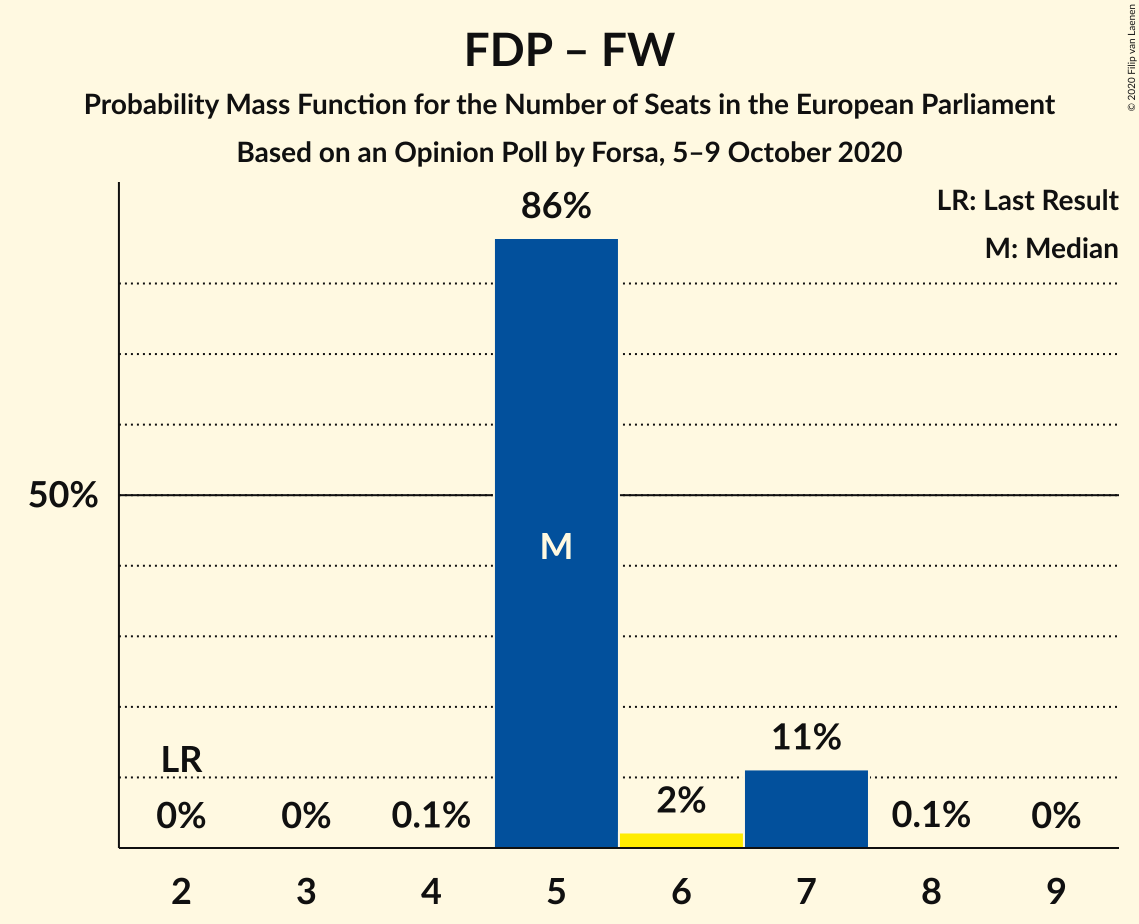 FDP – FW
Probability Mass Function for the Number of Seats in the European Parliament
Based on an Opinion Poll by Forsa, 5–9 October 2020
© 2020 Filip van Laenen
LR: Last Result
M: Median
86%
50%
M
LR
11%
0%
0%
0.1%
2%
0.1%
0%
2 3 4 5 6 7 8 9